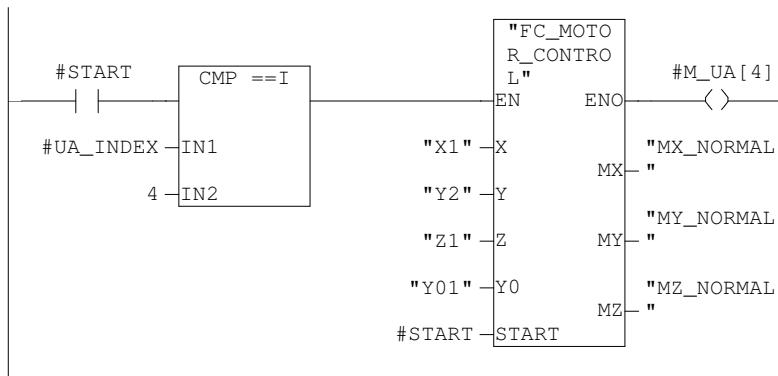 "FC_MOTO
R_CONTRO
L"
#START
CMP ==I
#M_UA[4]
EN
ENO
#UA_INDEX
IN1
"X1"
X
"MX_NORMAL
MX
"
4
IN2
"Y2"
Y
"MY_NORMAL
"Z1"
Z
MY
"
"Y01"
Y0
"MZ_NORMAL
MZ
"
#START
START